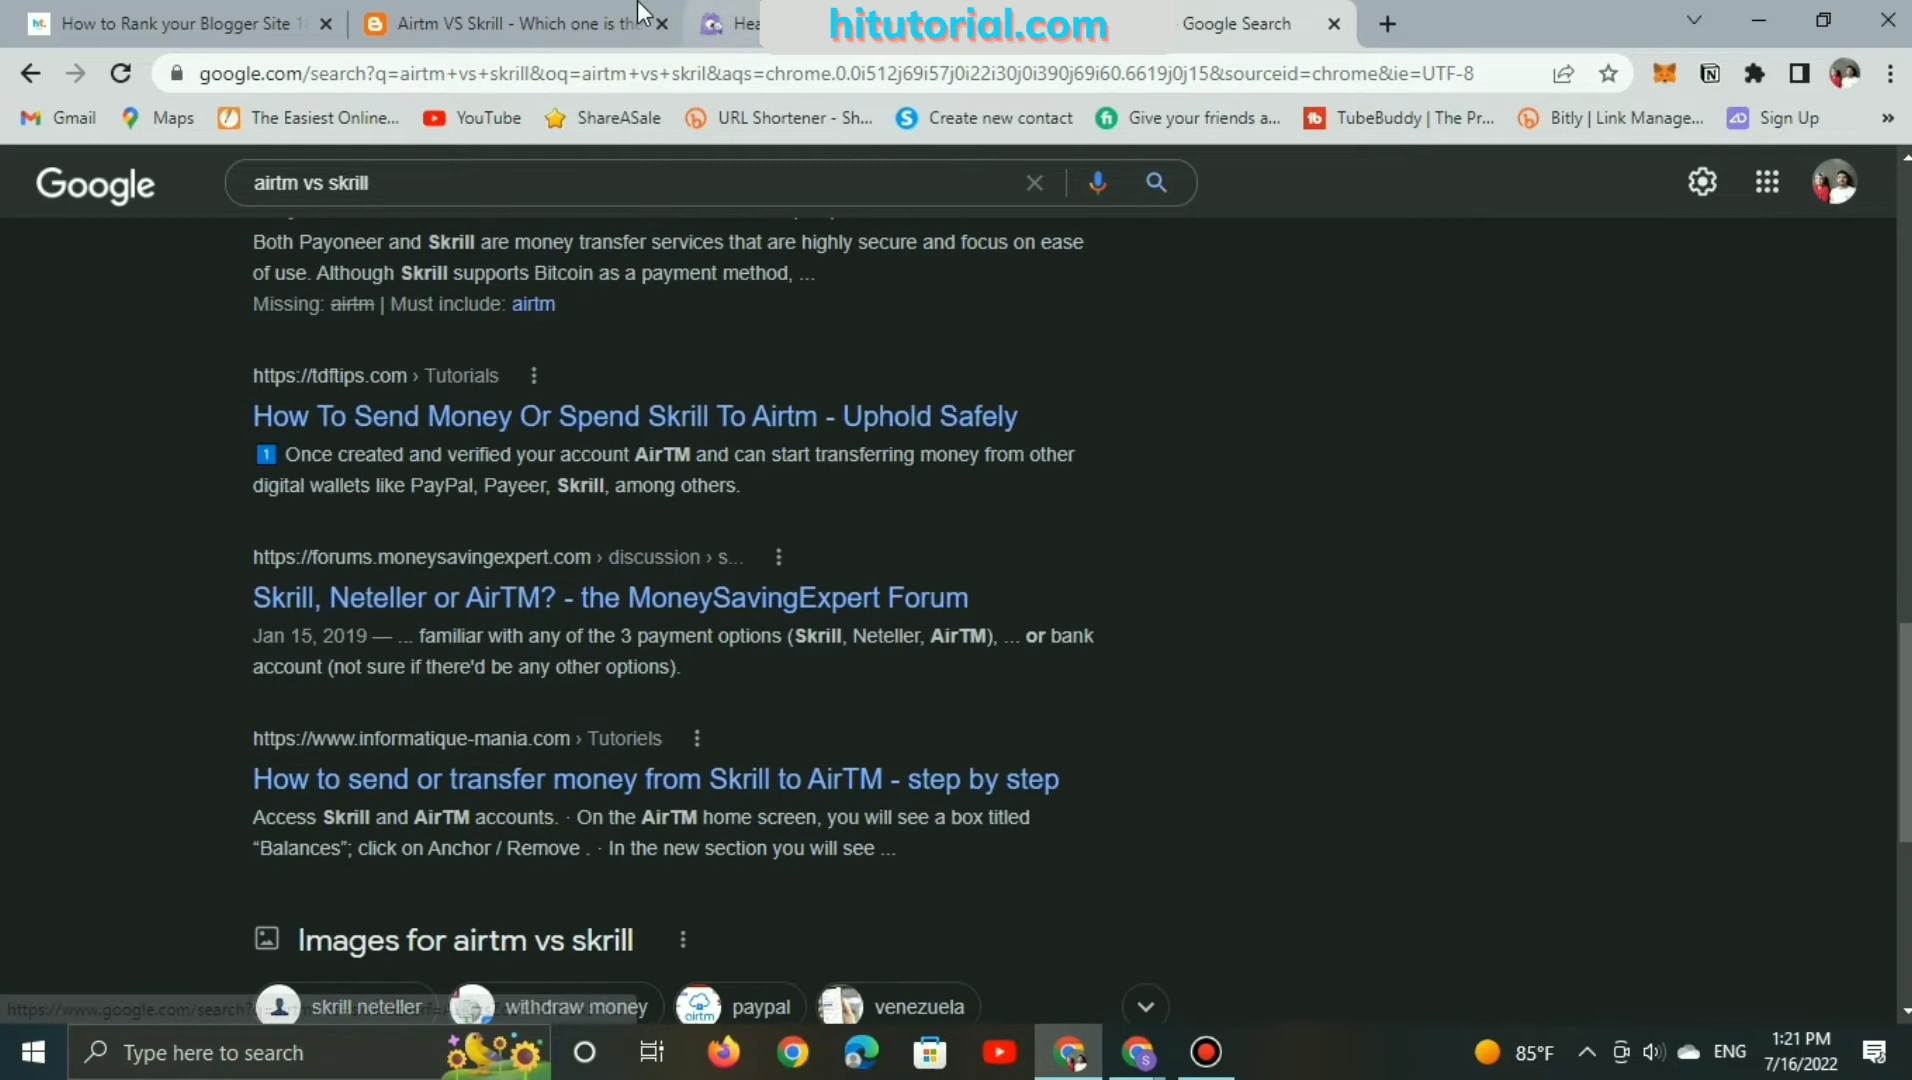 How to Rank your Blogger Site 1
Airtm VS Skrill - Which one is th
Hea
hitutorial.com
Google Search
google.com/search?q=airtm+vs+skrill&oq=airtm+vs+skril&aqs=chrome.0.0i512j69i57j0i22i30j0i390j69i60.6619j0j15&sourceid=chrome&ie=UTF-8
Gmail
Maps
The Easiest Online...
YouTube
ShareASale
URL Shortener - Sh...
Create new contact
Give your friends a...
TubeBuddy | The Pr...
Bitly | Link Manage...
Sign Up
»
Google
airtm vs skrill
Both Payoneer and Skrill are money transfer services that are highly secure and focus on ease
of use. Although Skrill supports Bitcoin as a payment method, ...
Missing: airtm | Must include: airtm
https://tdftips.com › Tutorials
How To Send Money Or Spend Skrill To Airtm - Uphold Safely
1 Once created and verified your account AirTM and can start transferring money from other
digital wallets like PayPal, Payeer, Skrill, among others.
https://forums.moneysavingexpert.com › discussion › s...
Skrill, Neteller or AirTM? - the MoneySavingExpert Forum
Jan 15, 2019 — ... familiar with any of the 3 payment options (Skrill, Neteller, AirTM), ... or bank
account (not sure if there'd be any other options).
https://www.informatique-mania.com › Tutoriels
How to send or transfer money from Skrill to AirTM - step by step
Access Skrill and AirTM accounts. · On the AirTM home screen, you will see a box titled
“Balances”; click on Anchor / Remove . · In the new section you will see ...
Images for airtm vs skrill
skrill neteller
withdraw money
airtm
paypal
venezuela
https://www.google.com/search?q
Type here to search
85°F
ENG
1:21 PM
7/16/2022